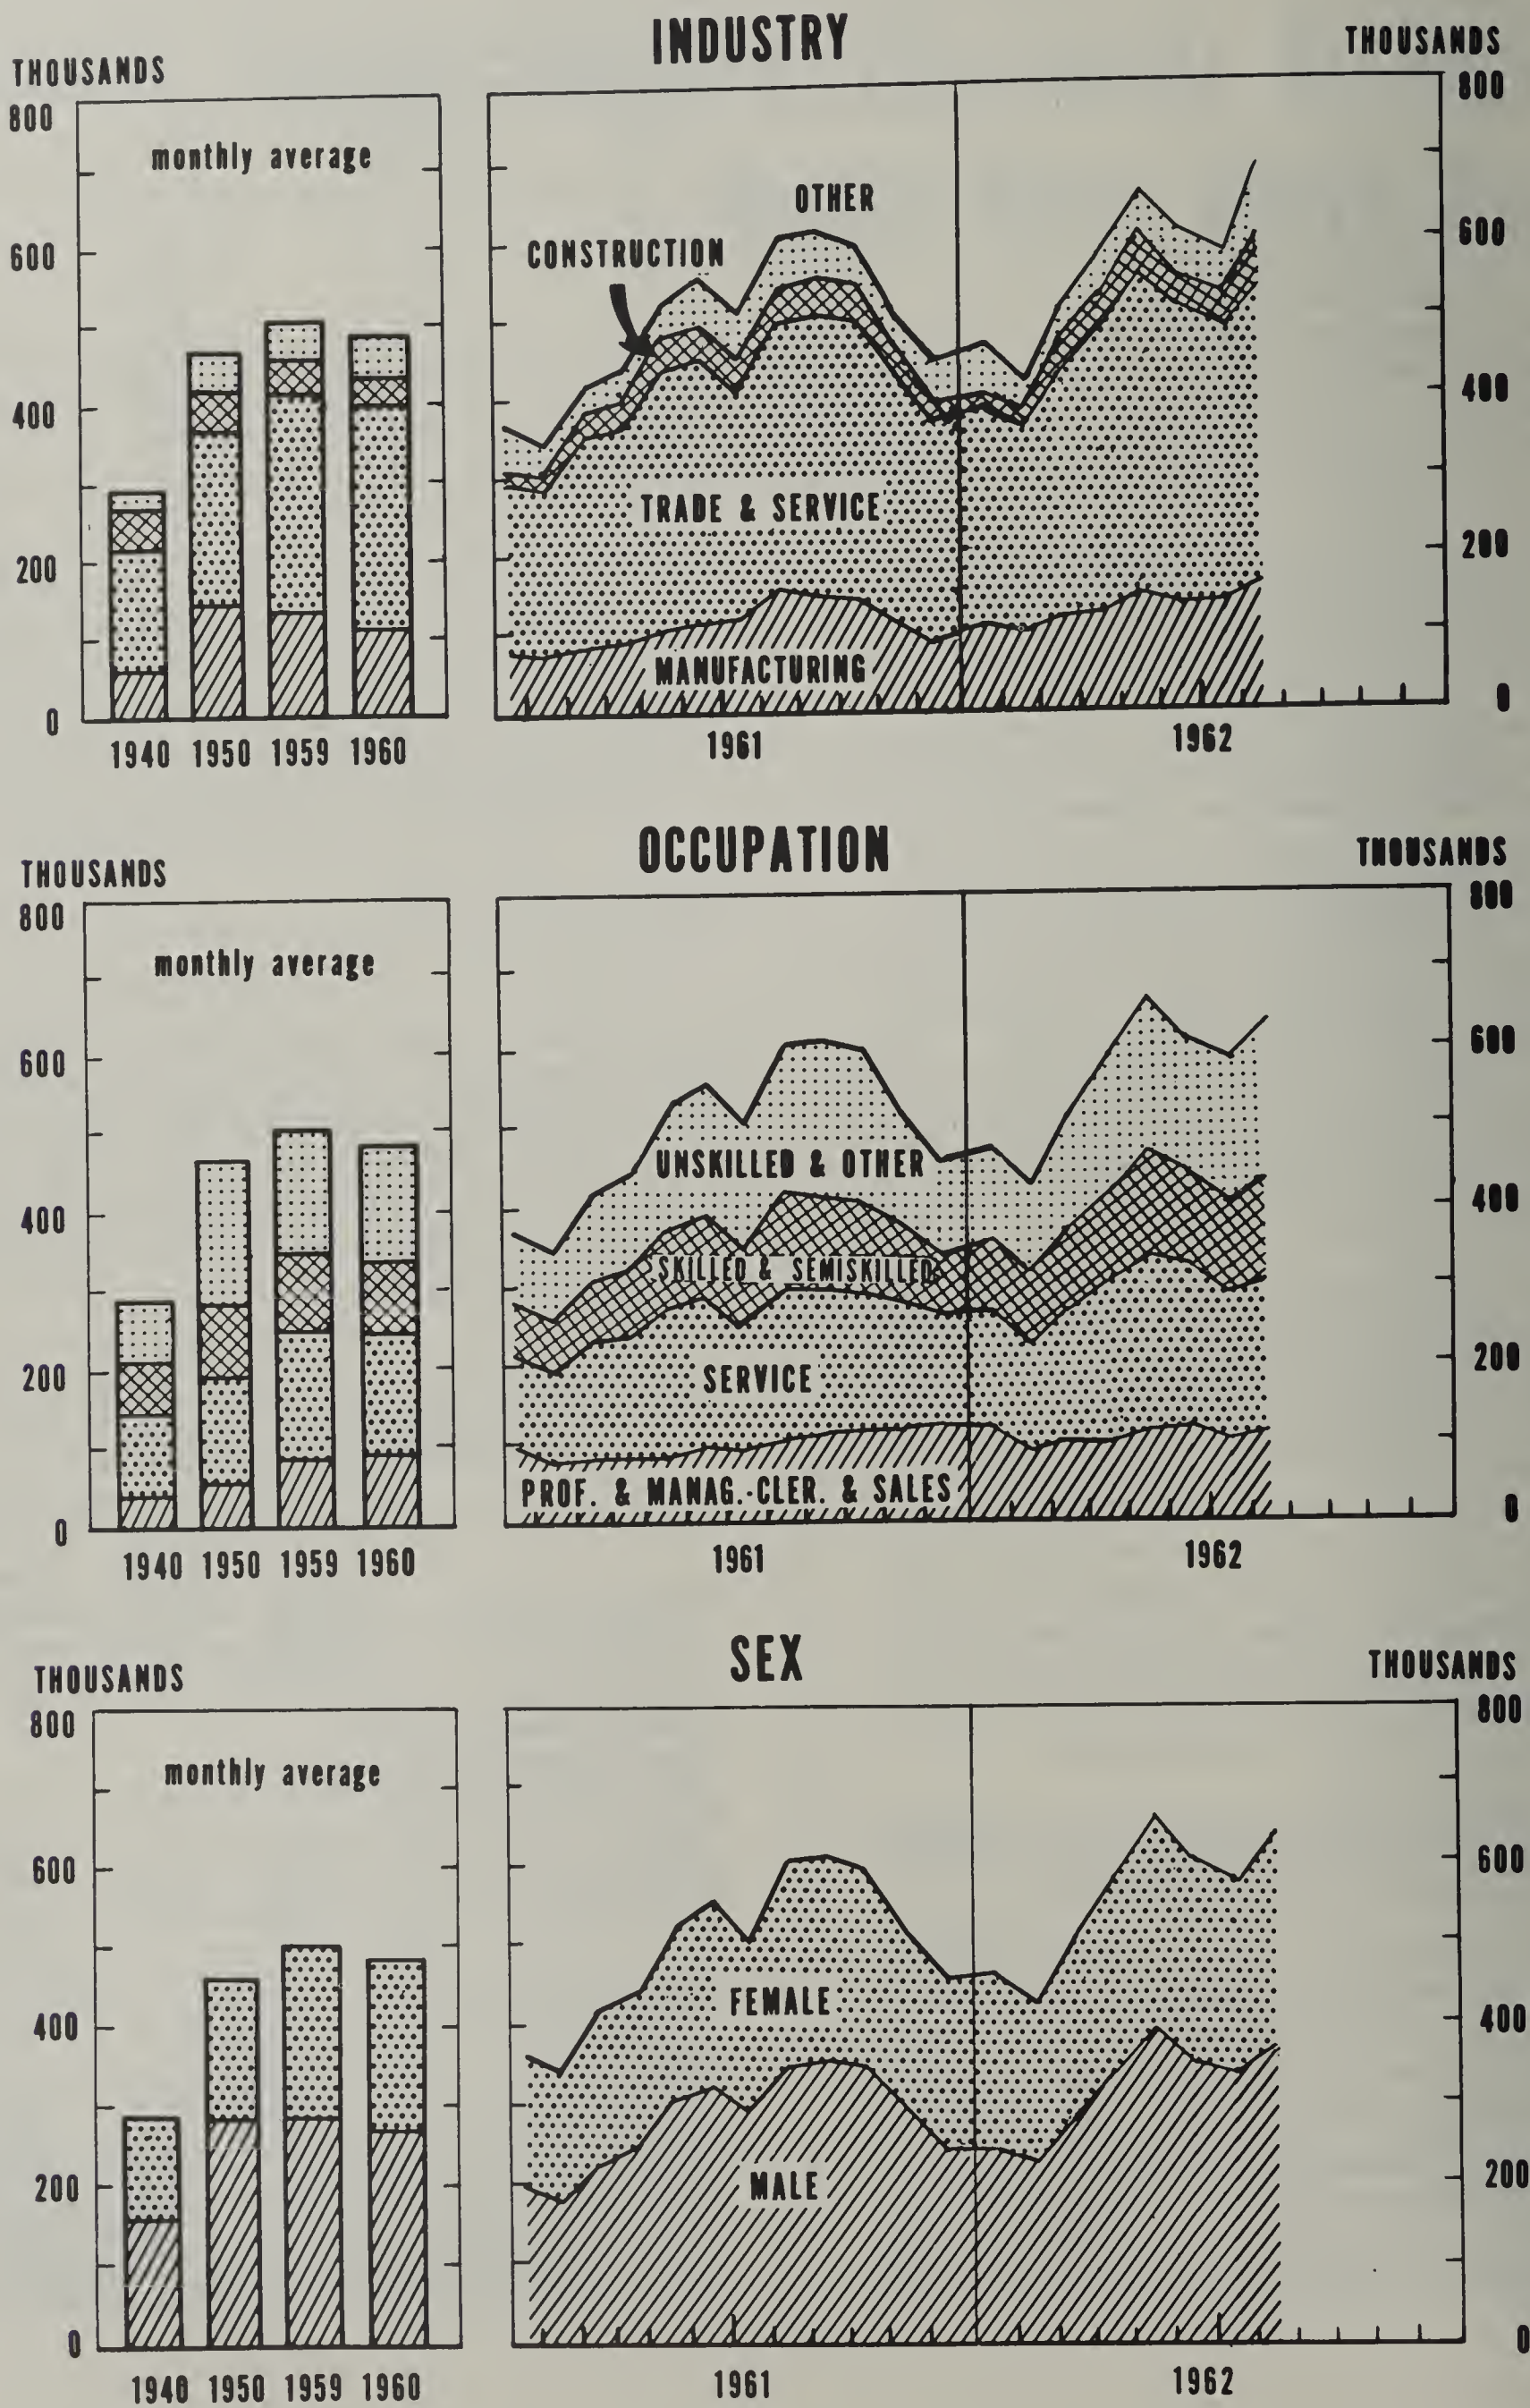 INDUSTRY
THOUSANDS
THOUSANDS
800
800
monthly average
OTHER
CONSTRUCTION
600
600
400
400
TRADE & SERVICE
200
200
MANUFACTURING
0
0
1940 1950 1959 1960
1961
1962
OCCUPATION
THOUSANDS
THOUSANDS
800
800
monthly average
600
600
UNSKILLED & OTHER
400
400
SKILLED & SEMISKILLED
SERVICE
200
200
PROF. & MANAG.-CLER. & SALES
0
0
1940 1950 1959 1960
1961
1962
SEX
THOUSANDS
THOUSANDS
800
800
monthly average
600
600
FEMALE
400
400
MALE
200
200
0
0
1940 1950 1959 1960
1961
1962